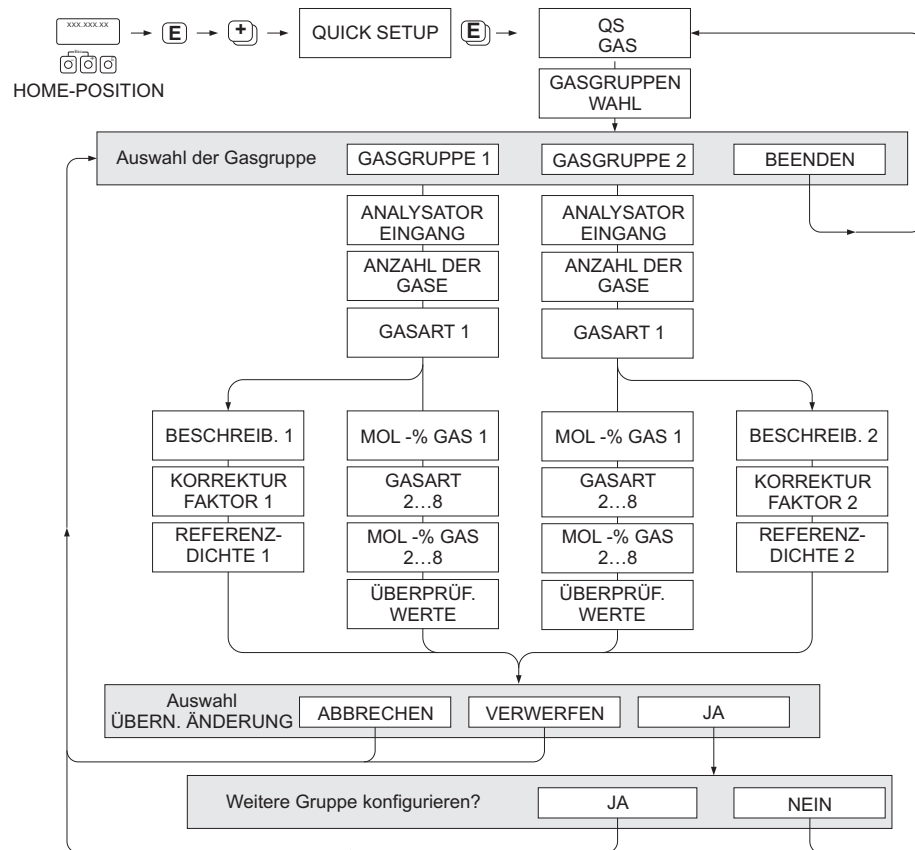 xxx.xxx.xx
Esc
E
+
QUICK SETUP
E
QS
GAS
HOME-POSITION
GASGRUPPEN
WAHL
Auswahl der Gasgruppe
GASGRUPPE 1
GASGRUPPE 2
BEENDEN
ANALYSATOR
EINGANG
ANALYSATOR
EINGANG
ANZAHL DER
GASE
ANZAHL DER
GASE
GASART 1
GASART 1
BESCHREIB. 1
MOL -% GAS 1
MOL -% GAS 1
BESCHREIB. 2
KORREKTUR
FAKTOR 1
GASART
2...8
GASART
2...8
KORREKTUR
FAKTOR 2
REFERENZ-
DICHTE 1
MOL -% GAS
2...8
MOL -% GAS
2...8
REFERENZ-
DICHTE 2
ÜBERPRÜF.
WERTE
ÜBERPRÜF.
WERTE
Auswahl
ÜBERN. ÄNDERUNG
ABBRECHEN
VERWERFEN
JA
Weitere Gruppe konfigurieren?
JA
NEIN